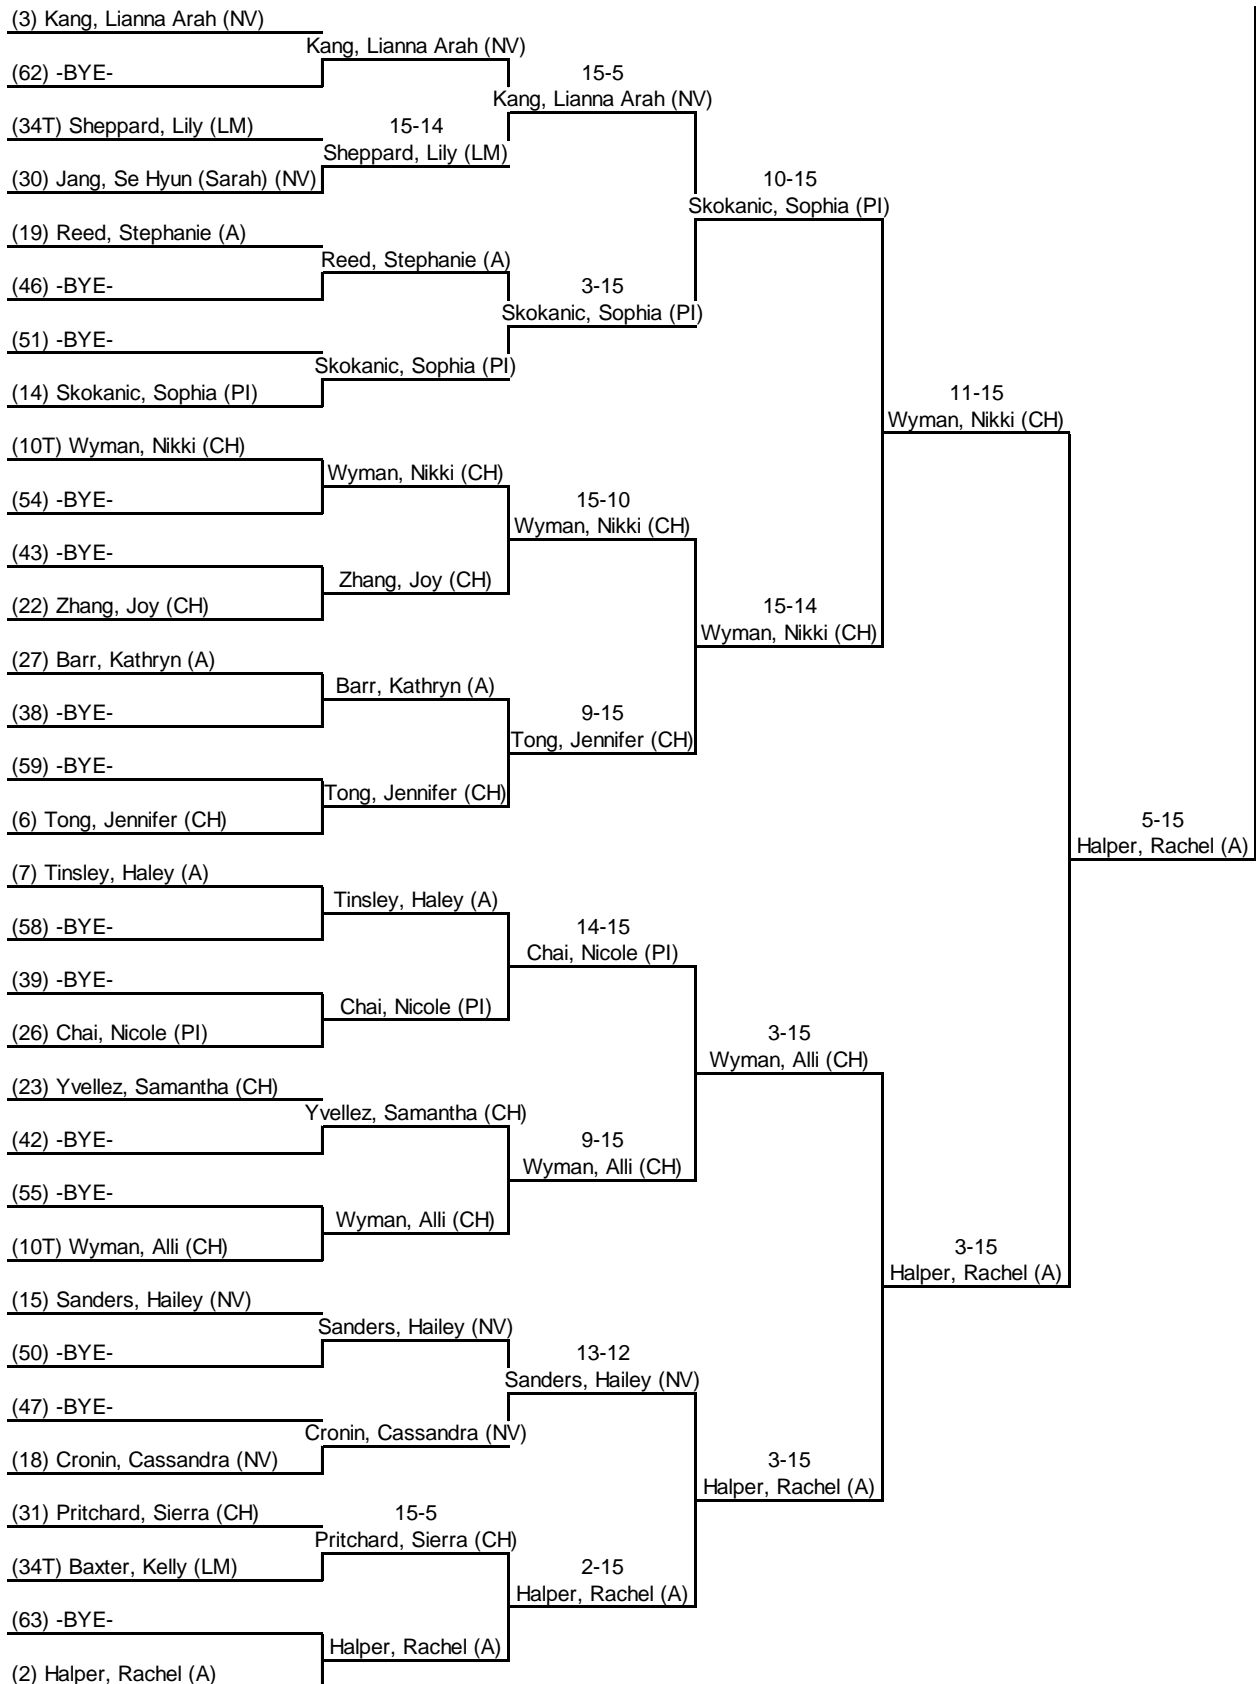 (3) Kang, Lianna Arah (NV)
Kang, Lianna Arah (NV)
(62) -BYE-
15-5
Kang, Lianna Arah (NV)
(34T) Sheppard, Lily (LM)
15-14
Sheppard, Lily (LM)
(30) Jang, Se Hyun (Sarah) (NV)
10-15
Skokanic, Sophia (PI)
(19) Reed, Stephanie (A)
Reed, Stephanie (A)
(46) -BYE-
3-15
Skokanic, Sophia (PI)
(51) -BYE-
Skokanic, Sophia (PI)
(14) Skokanic, Sophia (PI)
11-15
Wyman, Nikki (CH)
(10T) Wyman, Nikki (CH)
Wyman, Nikki (CH)
(54) -BYE-
15-10
Wyman, Nikki (CH)
(43) -BYE-
Zhang, Joy (CH)
(22) Zhang, Joy (CH)
15-14
Wyman, Nikki (CH)
(27) Barr, Kathryn (A)
Barr, Kathryn (A)
(38) -BYE-
9-15
Tong, Jennifer (CH)
(59) -BYE-
Tong, Jennifer (CH)
(6) Tong, Jennifer (CH)
5-15
Halper, Rachel (A)
(7) Tinsley, Haley (A)
Tinsley, Haley (A)
(58) -BYE-
14-15
Chai, Nicole (PI)
(39) -BYE-
Chai, Nicole (PI)
(26) Chai, Nicole (PI)
3-15
Wyman, Alli (CH)
(23) Yvellez, Samantha (CH)
Yvellez, Samantha (CH)
(42) -BYE-
9-15
Wyman, Alli (CH)
(55) -BYE-
Wyman, Alli (CH)
(10T) Wyman, Alli (CH)
3-15
Halper, Rachel (A)
(15) Sanders, Hailey (NV)
Sanders, Hailey (NV)
(50) -BYE-
13-12
Sanders, Hailey (NV)
(47) -BYE-
Cronin, Cassandra (NV)
(18) Cronin, Cassandra (NV)
3-15
Halper, Rachel (A)
(31) Pritchard, Sierra (CH)
15-5
Pritchard, Sierra (CH)
(34T) Baxter, Kelly (LM)
2-15
Halper, Rachel (A)
(63) -BYE-
Halper, Rachel (A)
(2) Halper, Rachel (A)